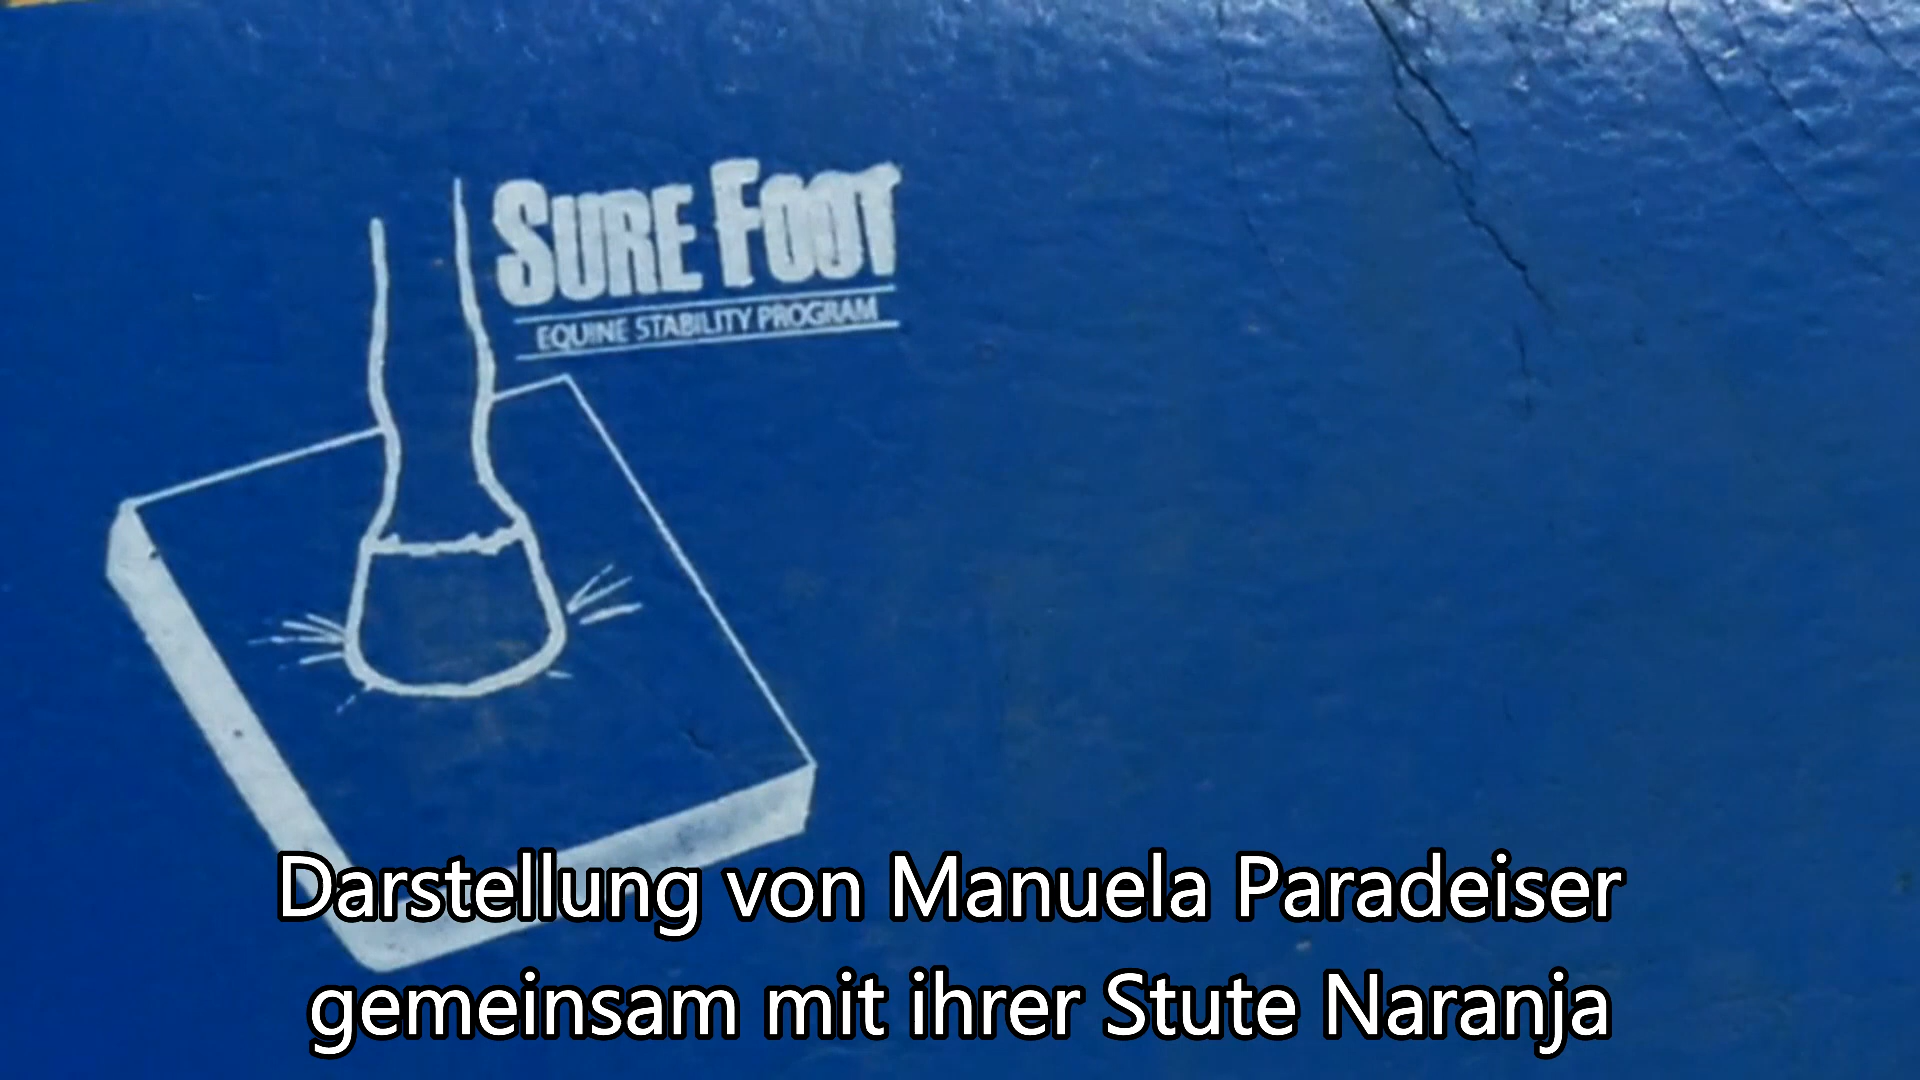 SURE FOOT
EQUINE STABILITY PROGRAM
Darstellung von Manuela Paradeiser
gemeinsam mit ihrer Stute Naranja